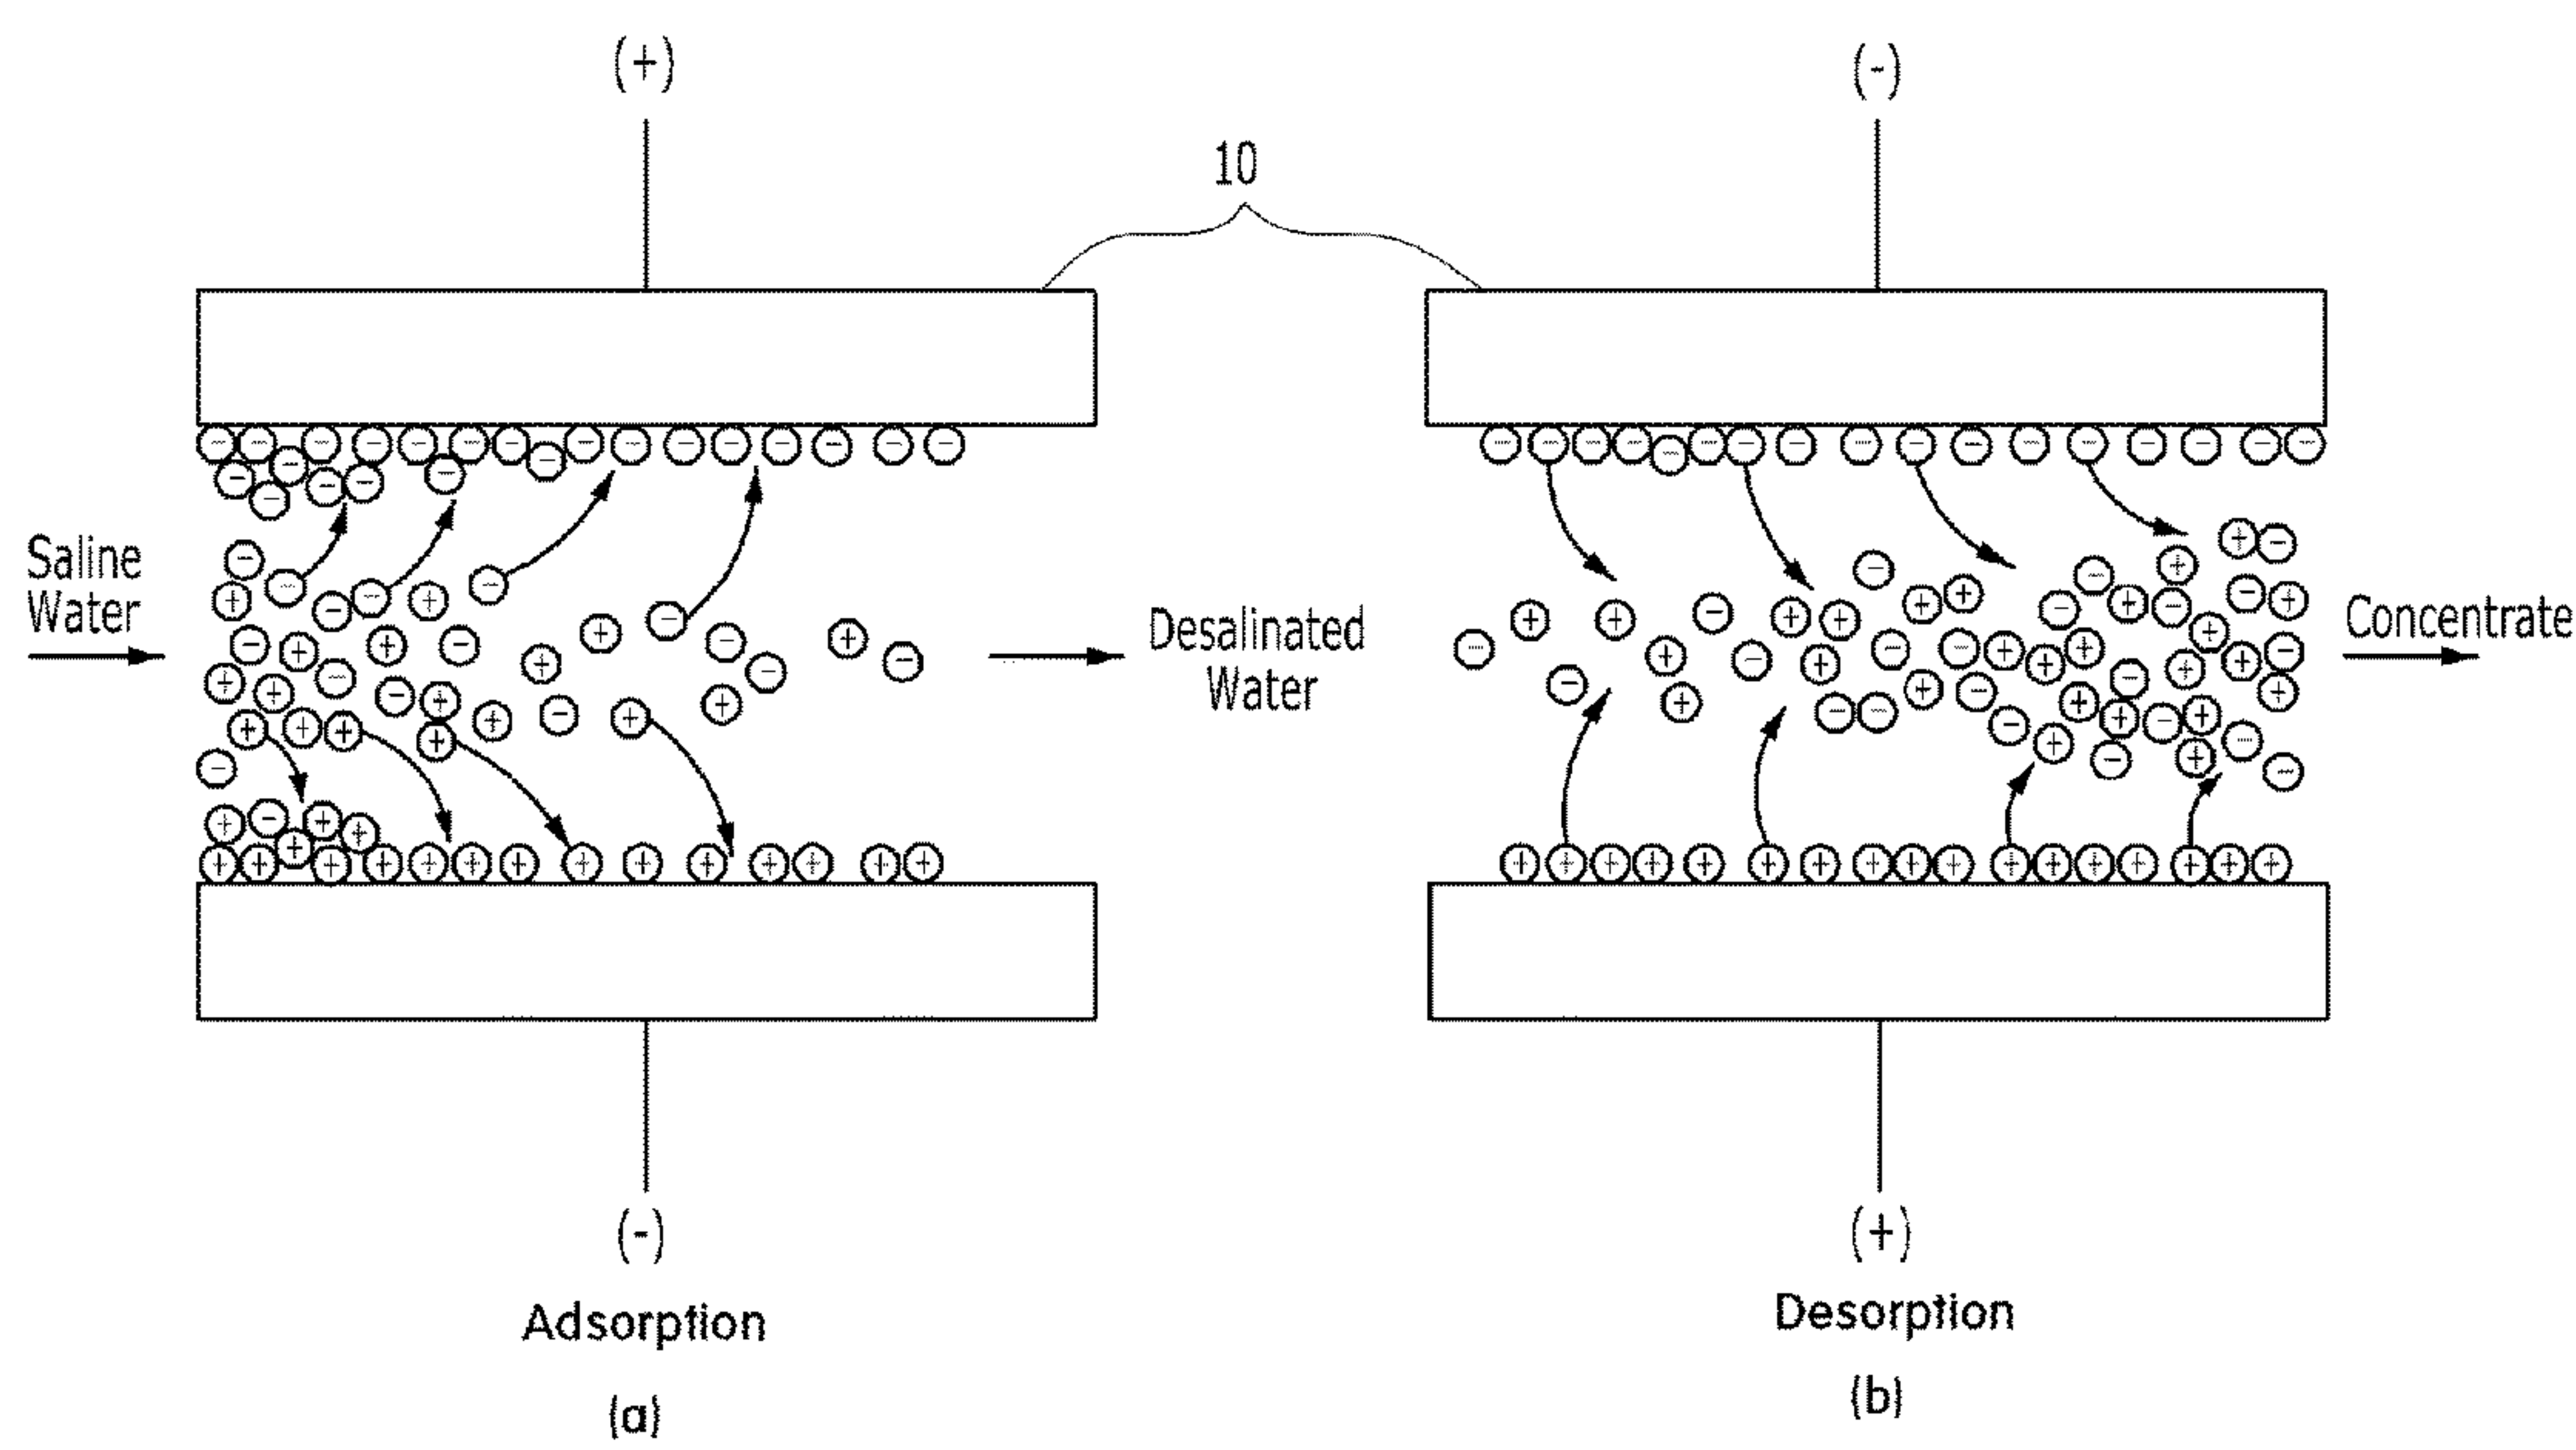 (+)
(-)
10
Saline
Water
Desalinated
Water
Concentrate
(-)
(+)
Adsorption
Desorption
(a)
(b)